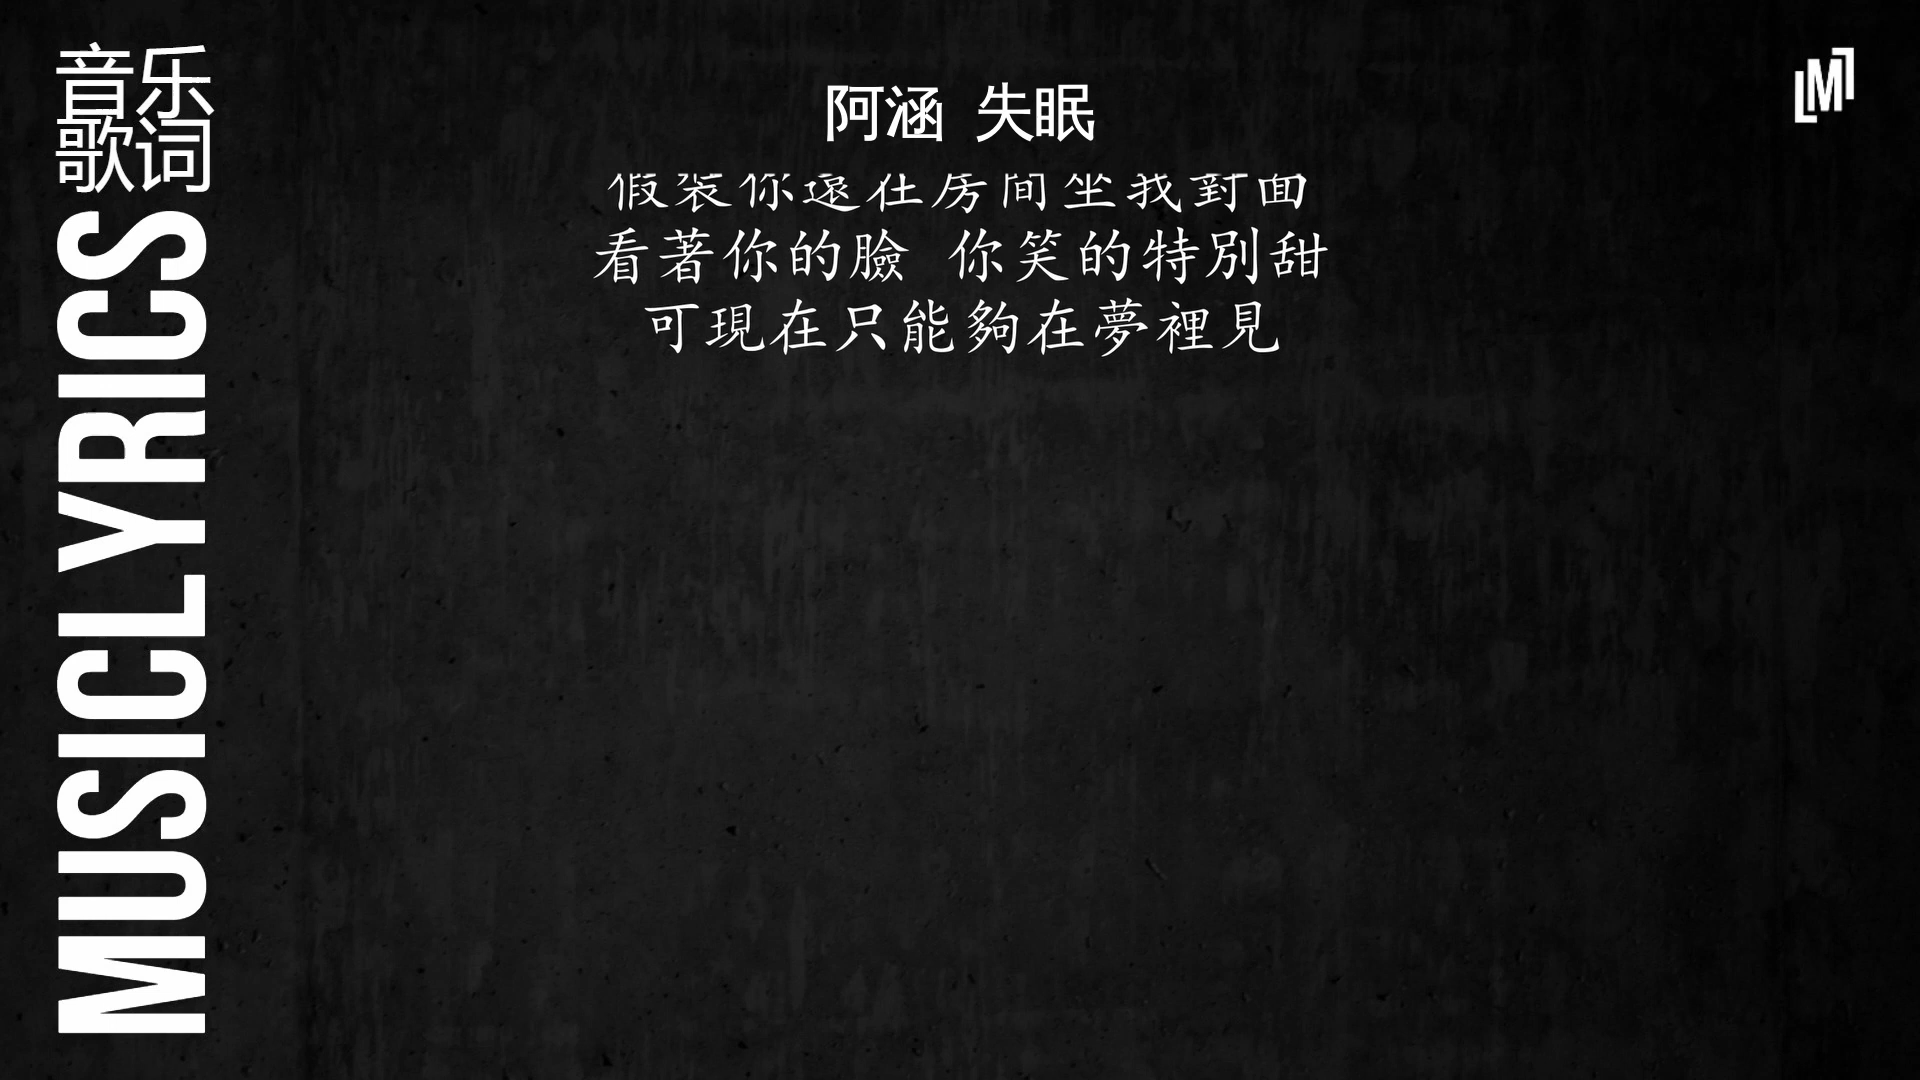 音乐
歌词
MUSICLYRICS
阿涵 失眠
假裝你還在房間坐我對面
看著你的臉 你笑的特別甜
可現在只能夠在夢裡見
LMJ